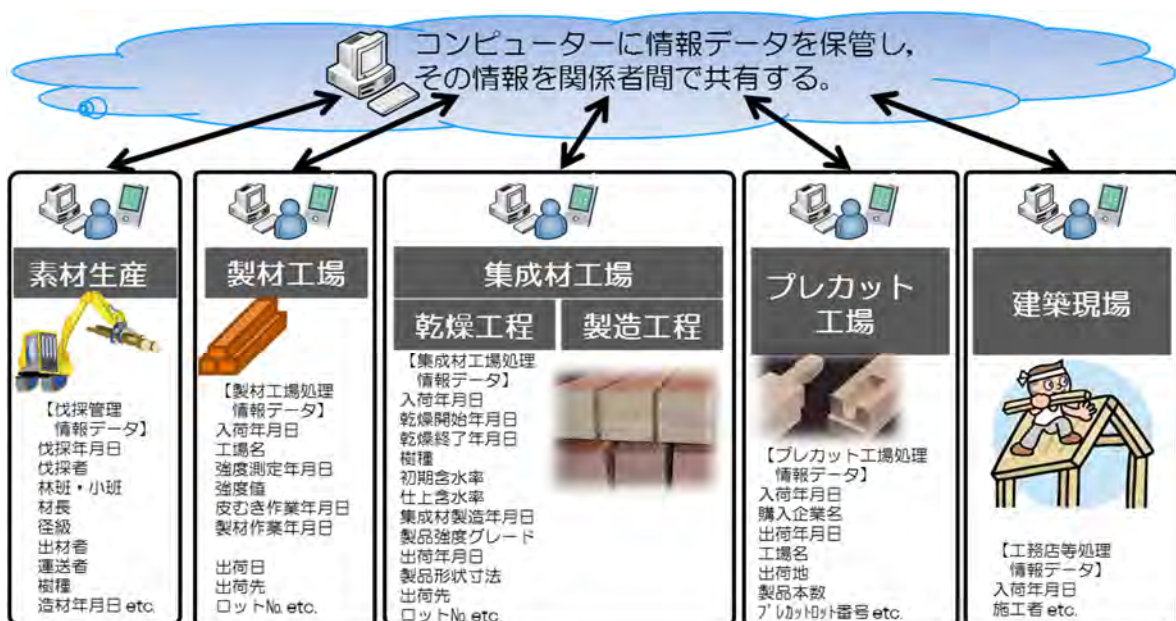 コンピューターに情報データを保管し，
その情報を関係者間で共有する。
素材生産
【伐採管理
情報データ】
伐採年月日
伐採者
林班・小班
材長
径級
出材者
運送者
樹種
造材年月日 etc.
製材工場
【製材工場処理
情報データ】
入荷年月日
工場名
強度測定年月日
強度値
皮むき作業年月日
製材作業年月日
出荷日
出荷先
ロット№ etc.
集成材工場
乾燥工程
製造工程
【集成材工場処理
情報データ】
入荷年月日
乾燥開始年月日
乾燥終了年月日
樹種
初期含水率
仕上含水率
集成材製造年月日
製品強度グレード
出荷年月日
製品形状寸法
出荷先
ロット№ etc.
プレカット
工場
【プレカット工場処理
情報データ】
入荷年月日
購入企業名
出荷年月日
工場名
出荷地
製品本数
ﾌﾟﾚｶｯﾄﾛｯﾄ番号 etc.
建築現場
【工務店等処理
情報データ】
入荷年月日
施工者 etc.